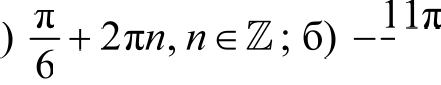 ) π/6 + 2πn, n ∈ ℤ; б) −11π